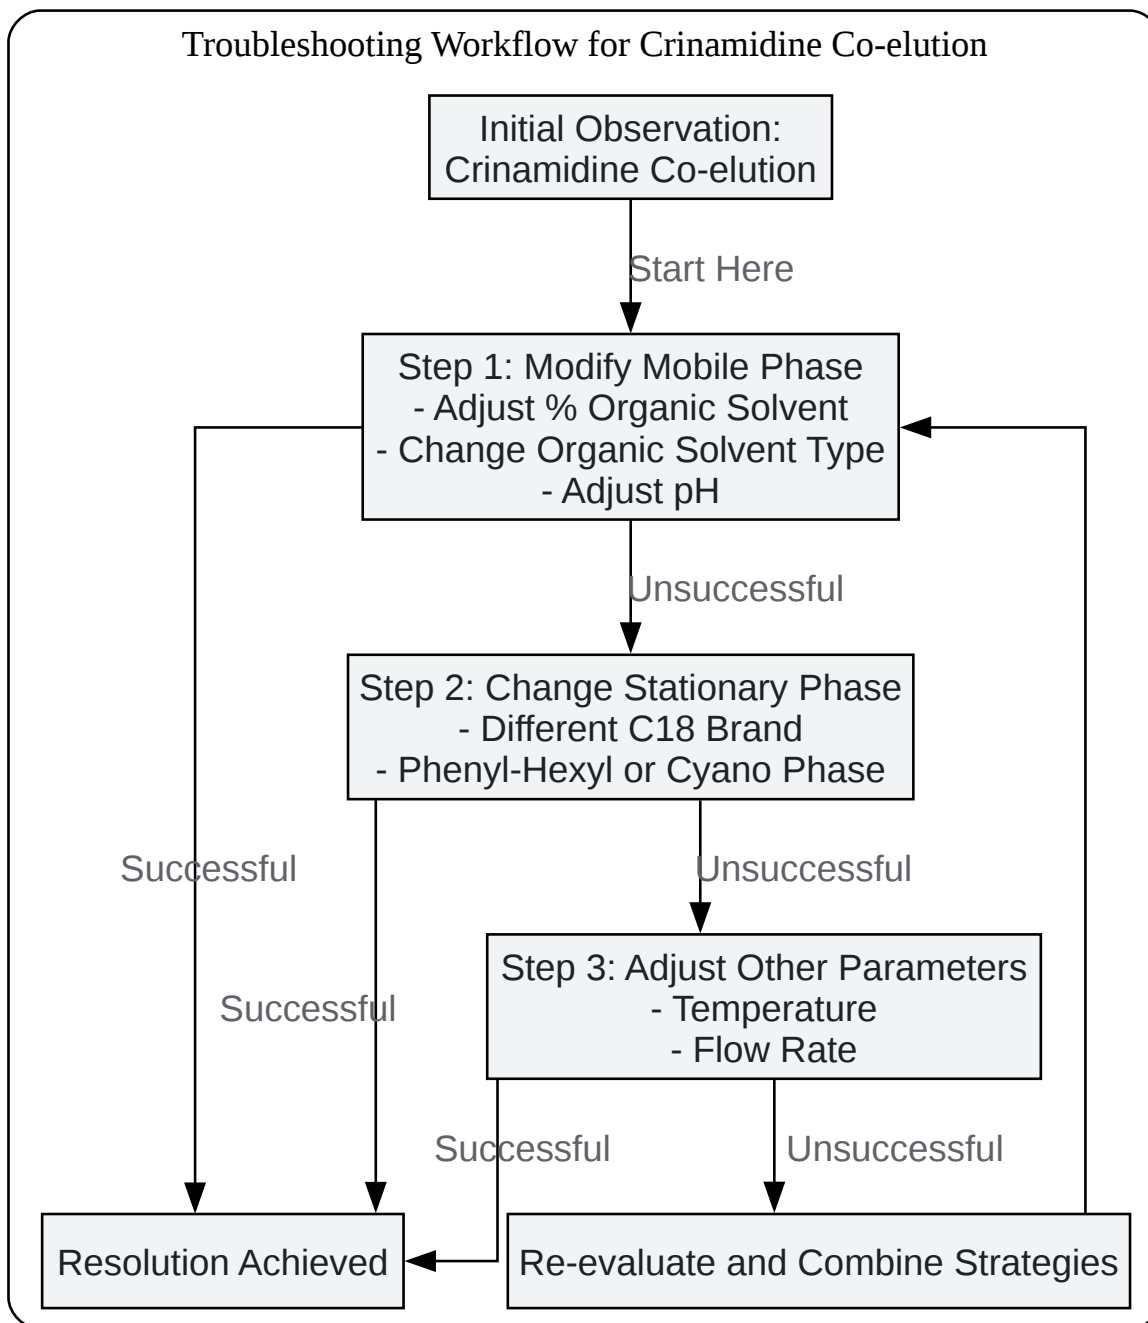 Troubleshooting Workflow for Crinamidine Co-elution
Initial Observation:
Crinamidine Co-elution
Start Here
Step 1: Modify Mobile Phase
- Adjust % Organic Solvent
- Change Organic Solvent Type
- Adjust pH
Unsuccessful
Step 2: Change Stationary Phase
- Different C18 Brand
- Phenyl-Hexyl or Cyano Phase
Successful
Unsuccessful
Step 3: Adjust Other Parameters
- Temperature
- Flow Rate
Successful
Successful
Unsuccessful
Resolution Achieved
Re-evaluate and Combine Strategies